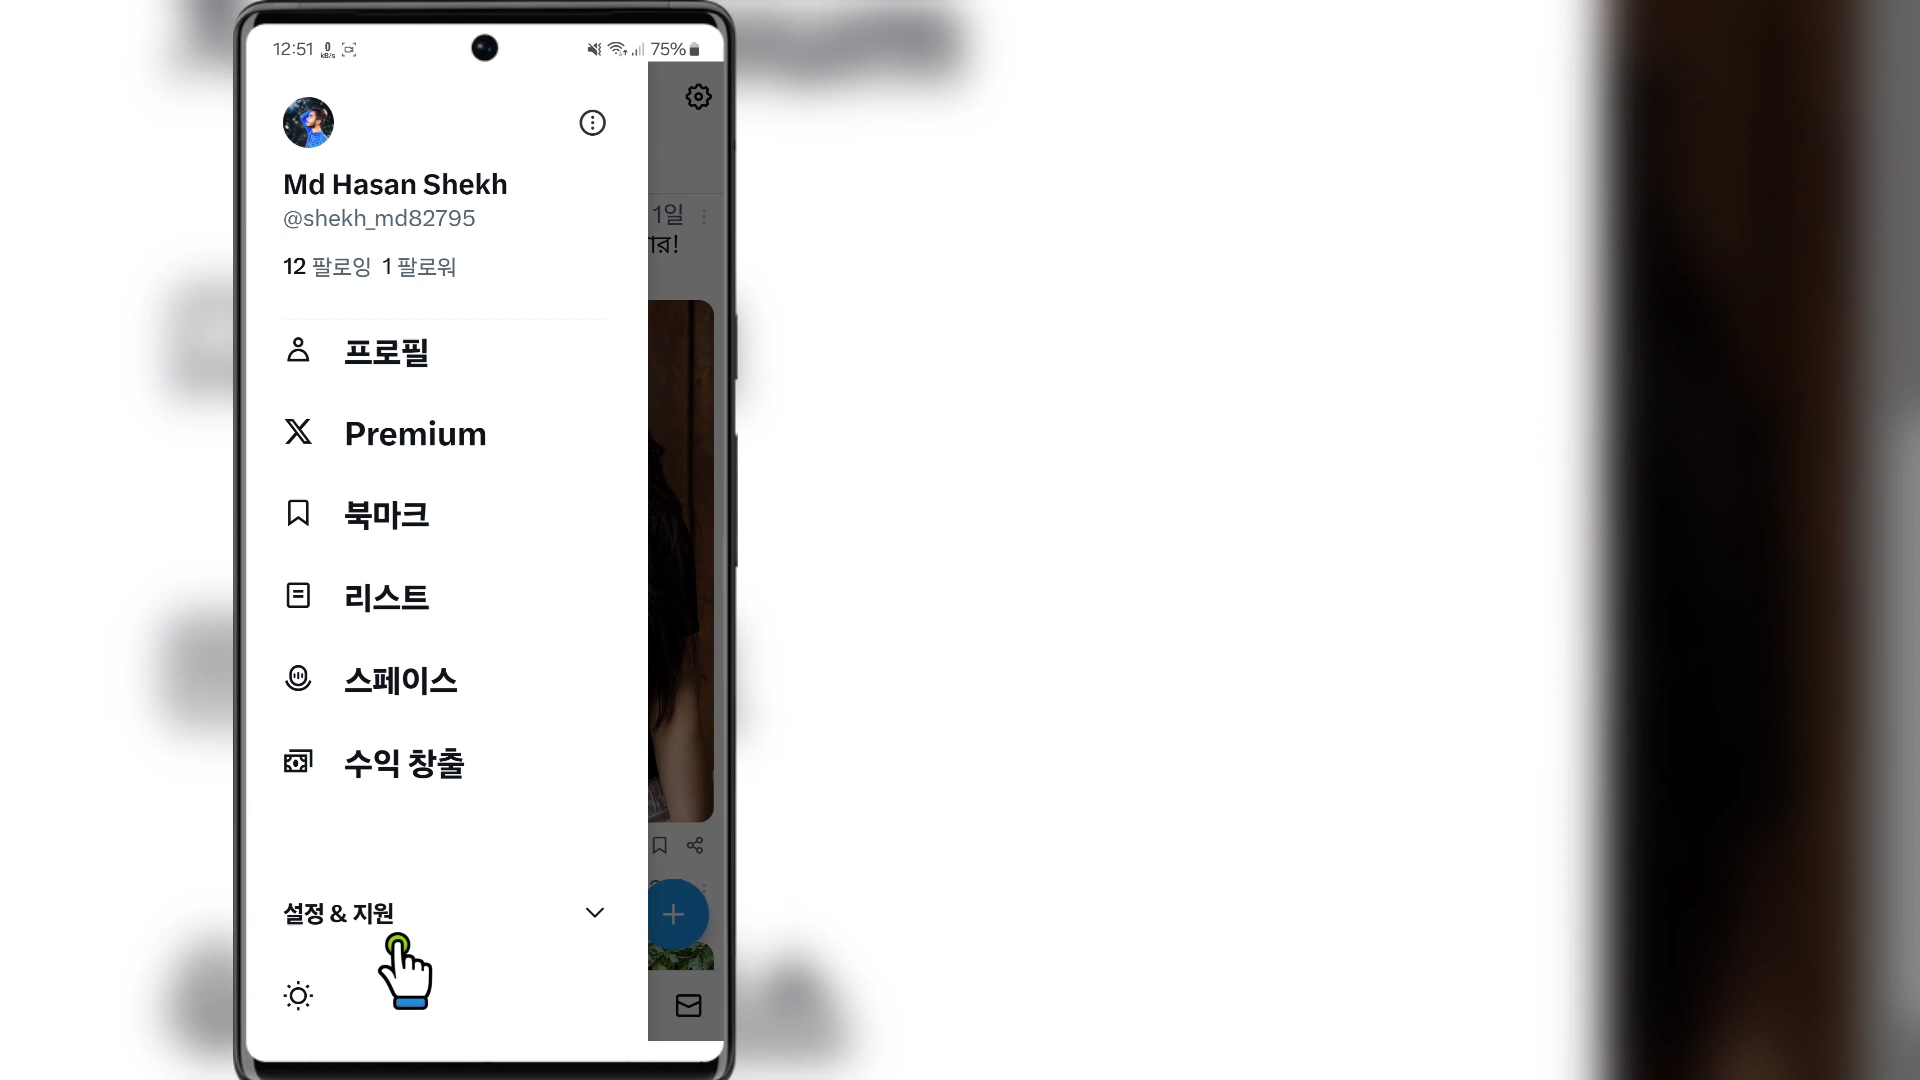 12:51 0 kB/s 75%
Md Hasan Shekh
@shekh_md82795
12 팔로잉 1 팔로워
1일
프로필
Premium
북마크
리스트
스페이스
수익 창출
설정 & 지원